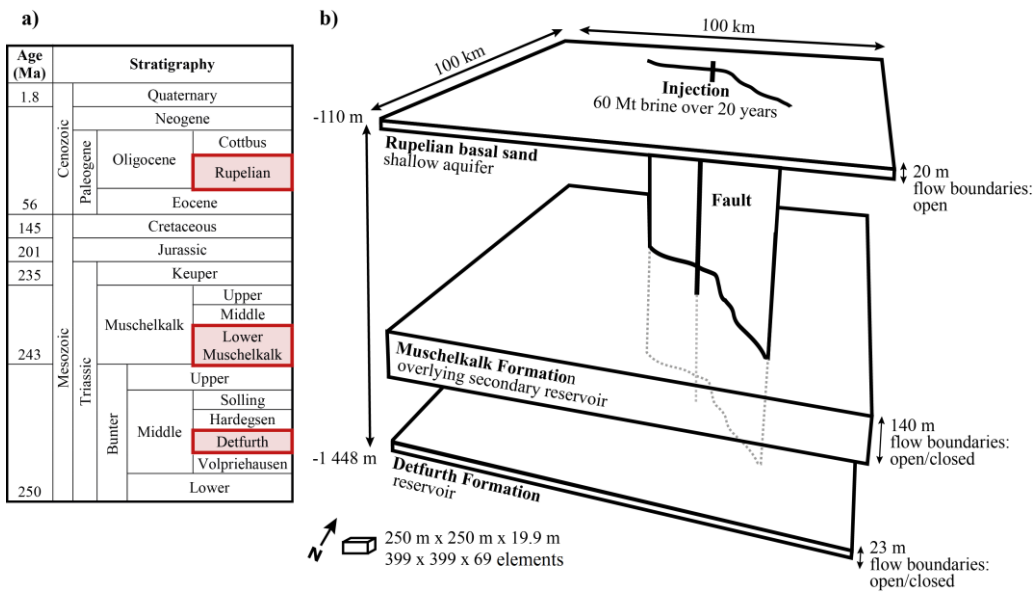 a)
Age
(Ma)
Stratigraphy
1.8
56
145
201
235
243
250
Cenozoic
Mesozoic
Paleogene
Triassic
Quaternary
Neogene
Oligocene
Cottbus
Rupelian
Eocene
Cretaceous
Jurassic
Keuper
Muschelkalk
Upper
Middle
Lower
Muschelkalk
Bunter
Upper
Middle
Solling
Hardegsen
Detfurth
Volpriehausen
Lower
b)
100 km
100 km
Injection
60 Mt brine over 20 years
-110 m
Rupelian basal sand
shallow aquifer
20 m
flow boundaries:
open
Fault
Muschelkalk Formation
overlying secondary reservoir
140 m
flow boundaries:
open/closed
-1 448 m
Detfurth Formation
reservoir
23 m
flow boundaries:
open/closed
N
250 m x 250 m x 19.9 m
399 x 399 x 69 elements